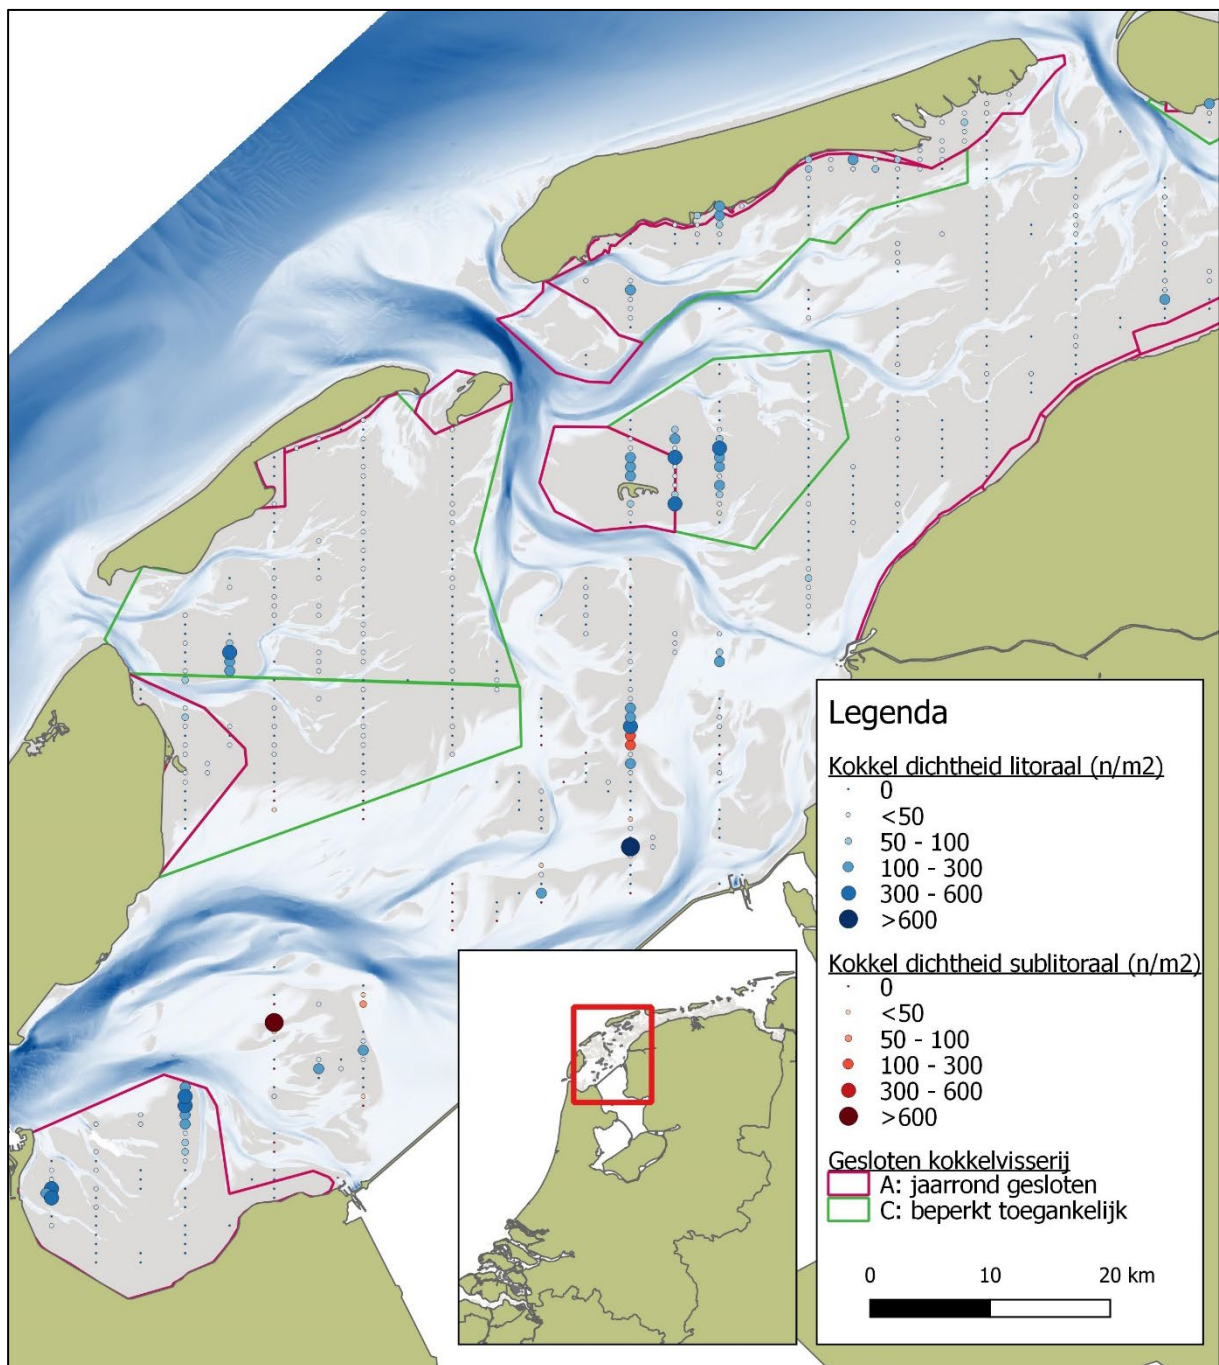 Legenda
Kokkel dichtheid litoraal (n/m2)
0
<50
50 - 100
100 - 300
300 - 600
>600
Kokkel dichtheid sublitoraal (n/m2)
0
<50
50 - 100
100 - 300
300 - 600
>600
Gesloten kokkelvisserij
A: jaarrond gesloten
C: beperkt toegankelijk
0 10 20 km